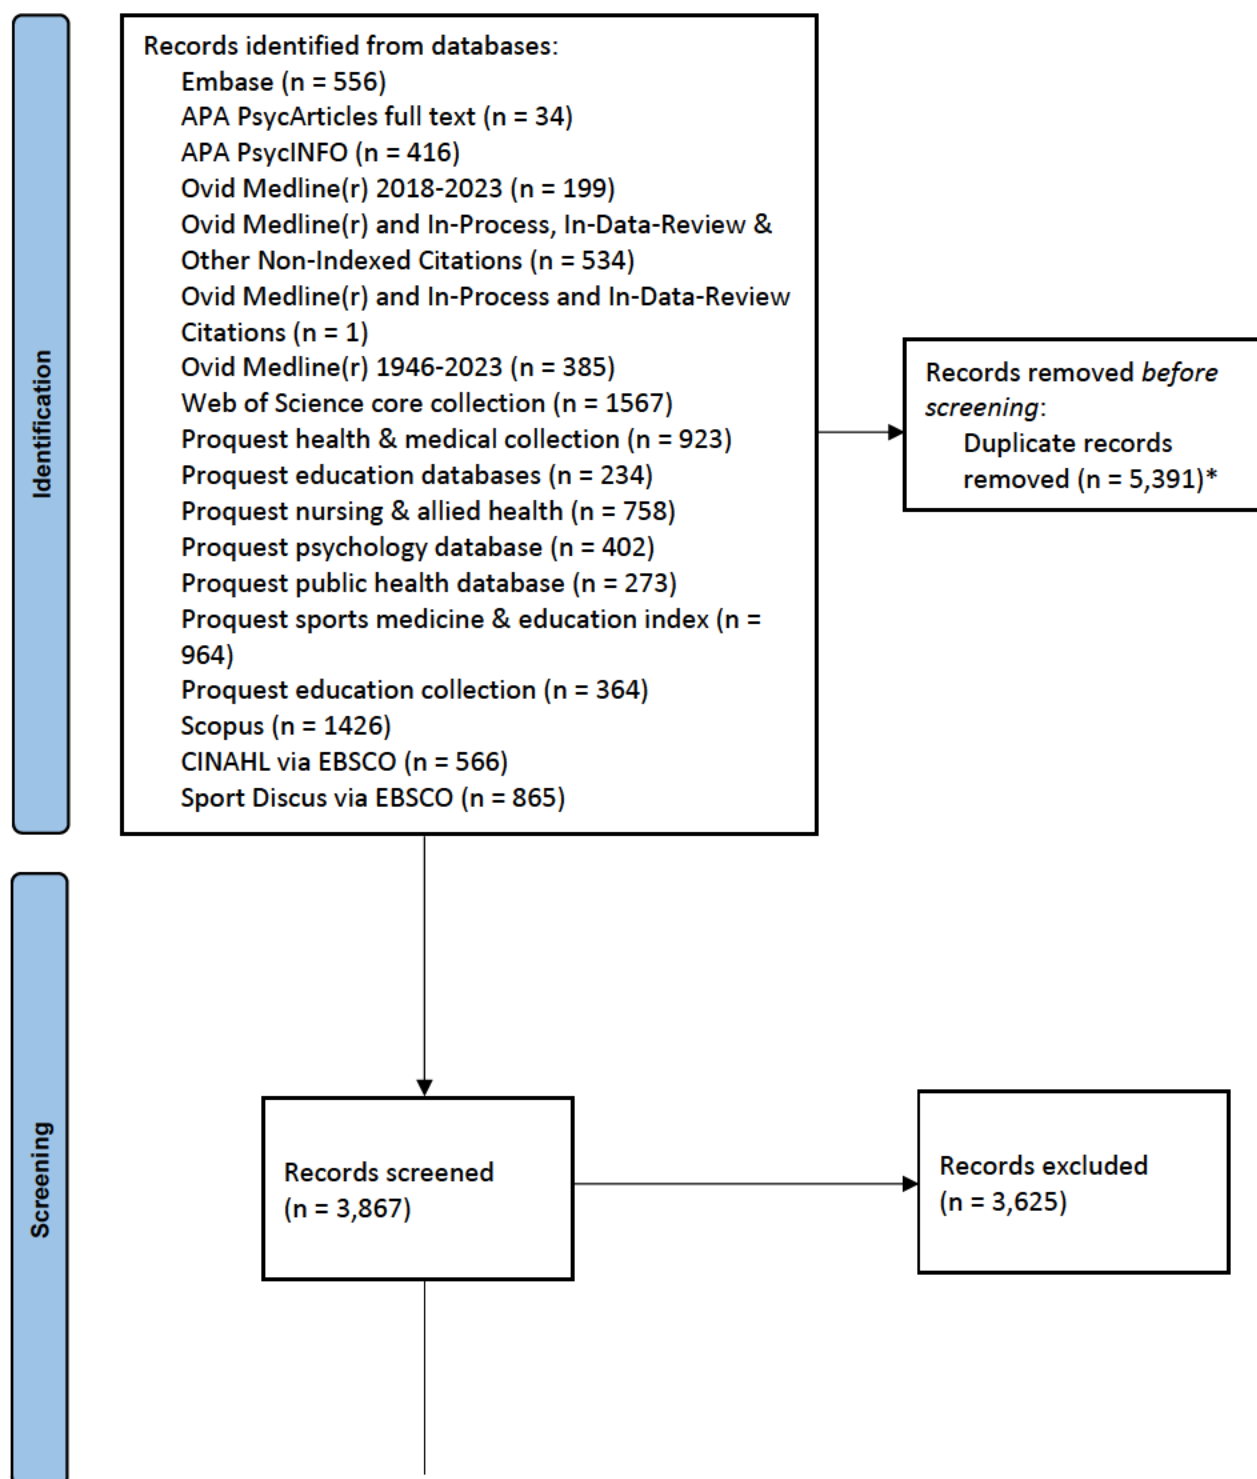 Identification
Records identified from databases:
Embase (n = 556)
APA PsycArticles full text (n = 34)
APA PsycINFO (n = 416)
Ovid Medline(r) 2018-2023 (n = 199)
Ovid Medline(r) and In-Process, In-Data-Review &
Other Non-Indexed Citations (n = 534)
Ovid Medline(r) and In-Process and In-Data-Review
Citations (n = 1)
Ovid Medline(r) 1946-2023 (n = 385)
Web of Science core collection (n = 1567)
Proquest health & medical collection (n = 923)
Proquest education databases (n = 234)
Proquest nursing & allied health (n = 758)
Proquest psychology database (n = 402)
Proquest public health database (n = 273)
Proquest sports medicine & education index (n =
964)
Proquest education collection (n = 364)
Scopus (n = 1426)
CINAHL via EBSCO (n = 566)
Sport Discus via EBSCO (n = 865)
Records removed before
screening:
Duplicate records
removed (n = 5,391)*
Screening
Records screened
(n = 3,867)
Records excluded
(n = 3,625)